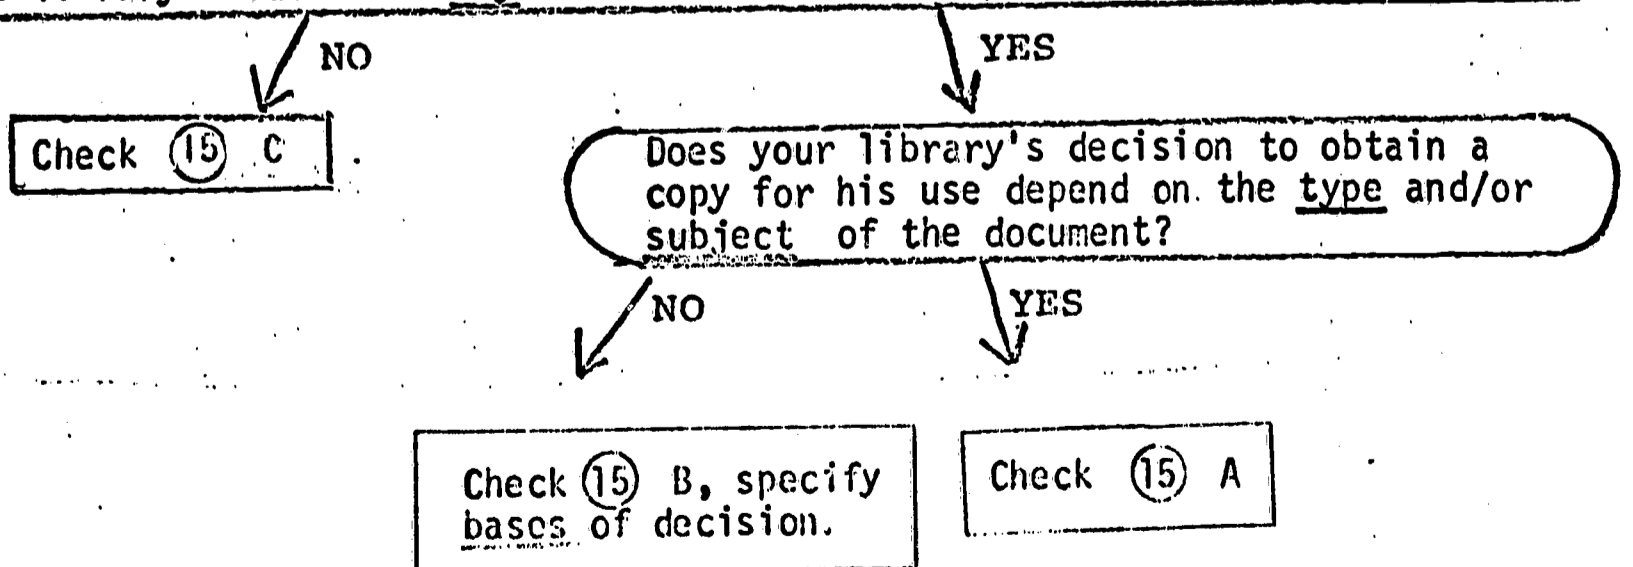 NO
YES
Check 15 C
Does your library's decision to obtain a
copy for his use depend on the type and/or
subject of the document?
NO
YES
Check 15 B, specify
bases of decision.
Check 15 A